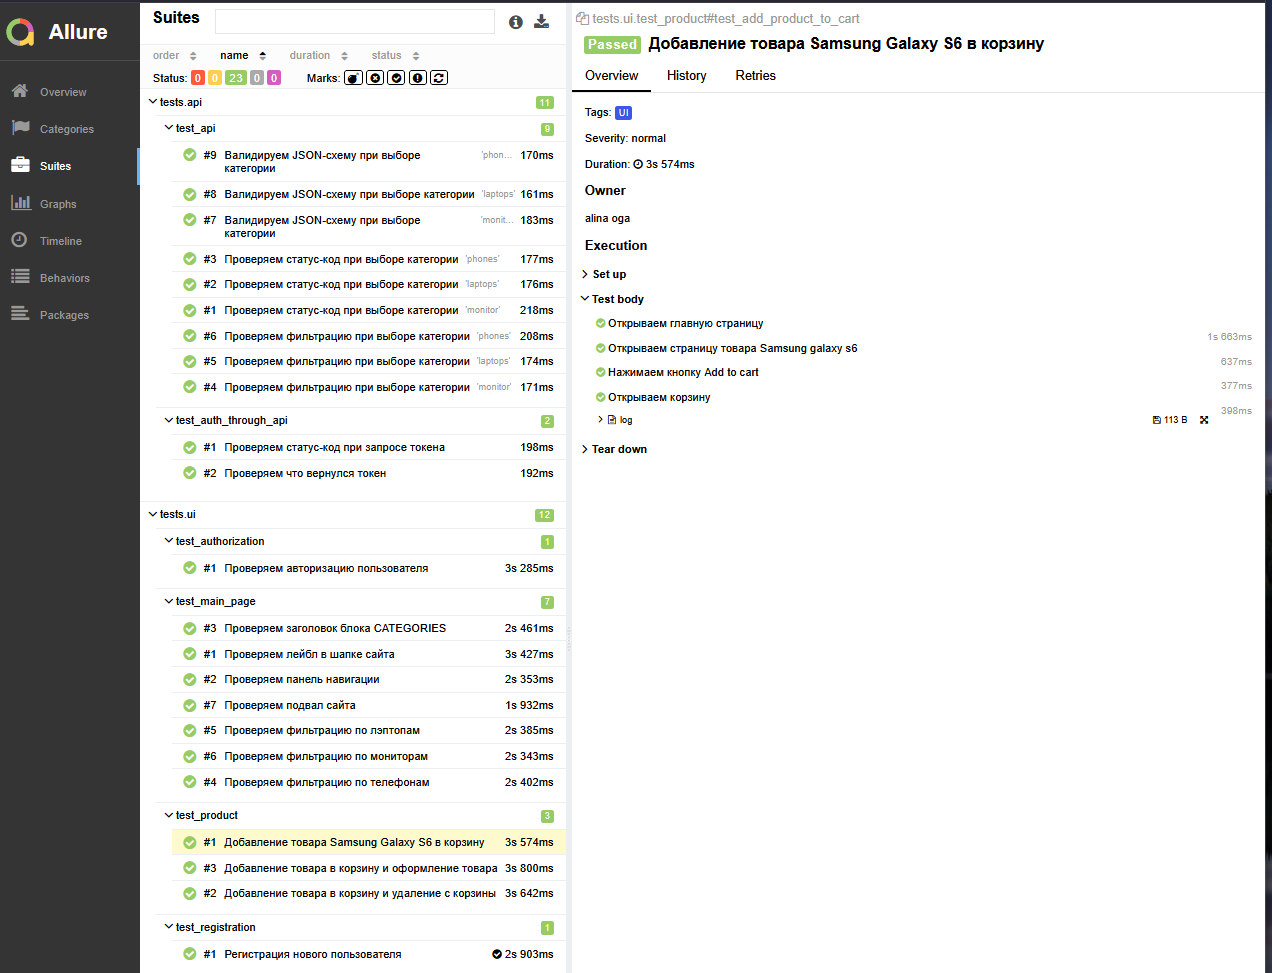 Allure
Overview
Categories
Suites
Graphs
Timeline
Behaviors
Packages
Suites
order name duration status
Status: 0 0 23 0 0 Marks:
tests.api 11
test_api 9
#9 Валидируем JSON-схему при выборе категории 'phon... 170ms
#8 Валидируем JSON-схему при выборе категории 'laptops' 161ms
#7 Валидируем JSON-схему при выборе категории 'monit... 183ms
#3 Проверяем статус-код при выборе категории 'phones' 177ms
#2 Проверяем статус-код при выборе категории 'laptops' 176ms
#1 Проверяем статус-код при выборе категории 'monitor' 218ms
#6 Проверяем фильтрацию при выборе категории 'phones' 208ms
#5 Проверяем фильтрацию при выборе категории 'laptops' 174ms
#4 Проверяем фильтрацию при выборе категории 'monitor' 171ms
test_auth_through_api 2
#1 Проверяем статус-код при запросе токена 198ms
#2 Проверяем что вернулся токен 192ms
tests.ui 12
test_authorization 1
#1 Проверяем авторизацию пользователя 3s 285ms
test_main_page 7
#3 Проверяем заголовок блока CATEGORIES 2s 461ms
#1 Проверяем лейбл в шапке сайта 3s 427ms
#2 Проверяем панель навигации 2s 353ms
#7 Проверяем подвал сайта 1s 932ms
#5 Проверяем фильтрацию по лэптопам 2s 385ms
#6 Проверяем фильтрацию по мониторам 2s 343ms
#4 Проверяем фильтрацию по телефонам 2s 402ms
test_product 3
#1 Добавление товара Samsung Galaxy S6 в корзину 3s 574ms
#3 Добавление товара в корзину и оформление товара 3s 800ms
#2 Добавление товара в корзину и удаление с корзины 3s 642ms
test_registration 1
#1 Регистрация нового пользователя 2s 903ms
tests.ui.test_product#test_add_product_to_cart
Passed Добавление товара Samsung Galaxy S6 в корзину
Overview History Retries
Tags: UI
Severity: normal
Duration: 3s 574ms
Owner
alina oga
Execution
Set up
Test body
Открываем главную страницу
1s 663ms
Открываем страницу товара Samsung galaxy s6
637ms
Нажимаем кнопку Add to cart
377ms
Открываем корзину
398ms
log 113 B
Tear down